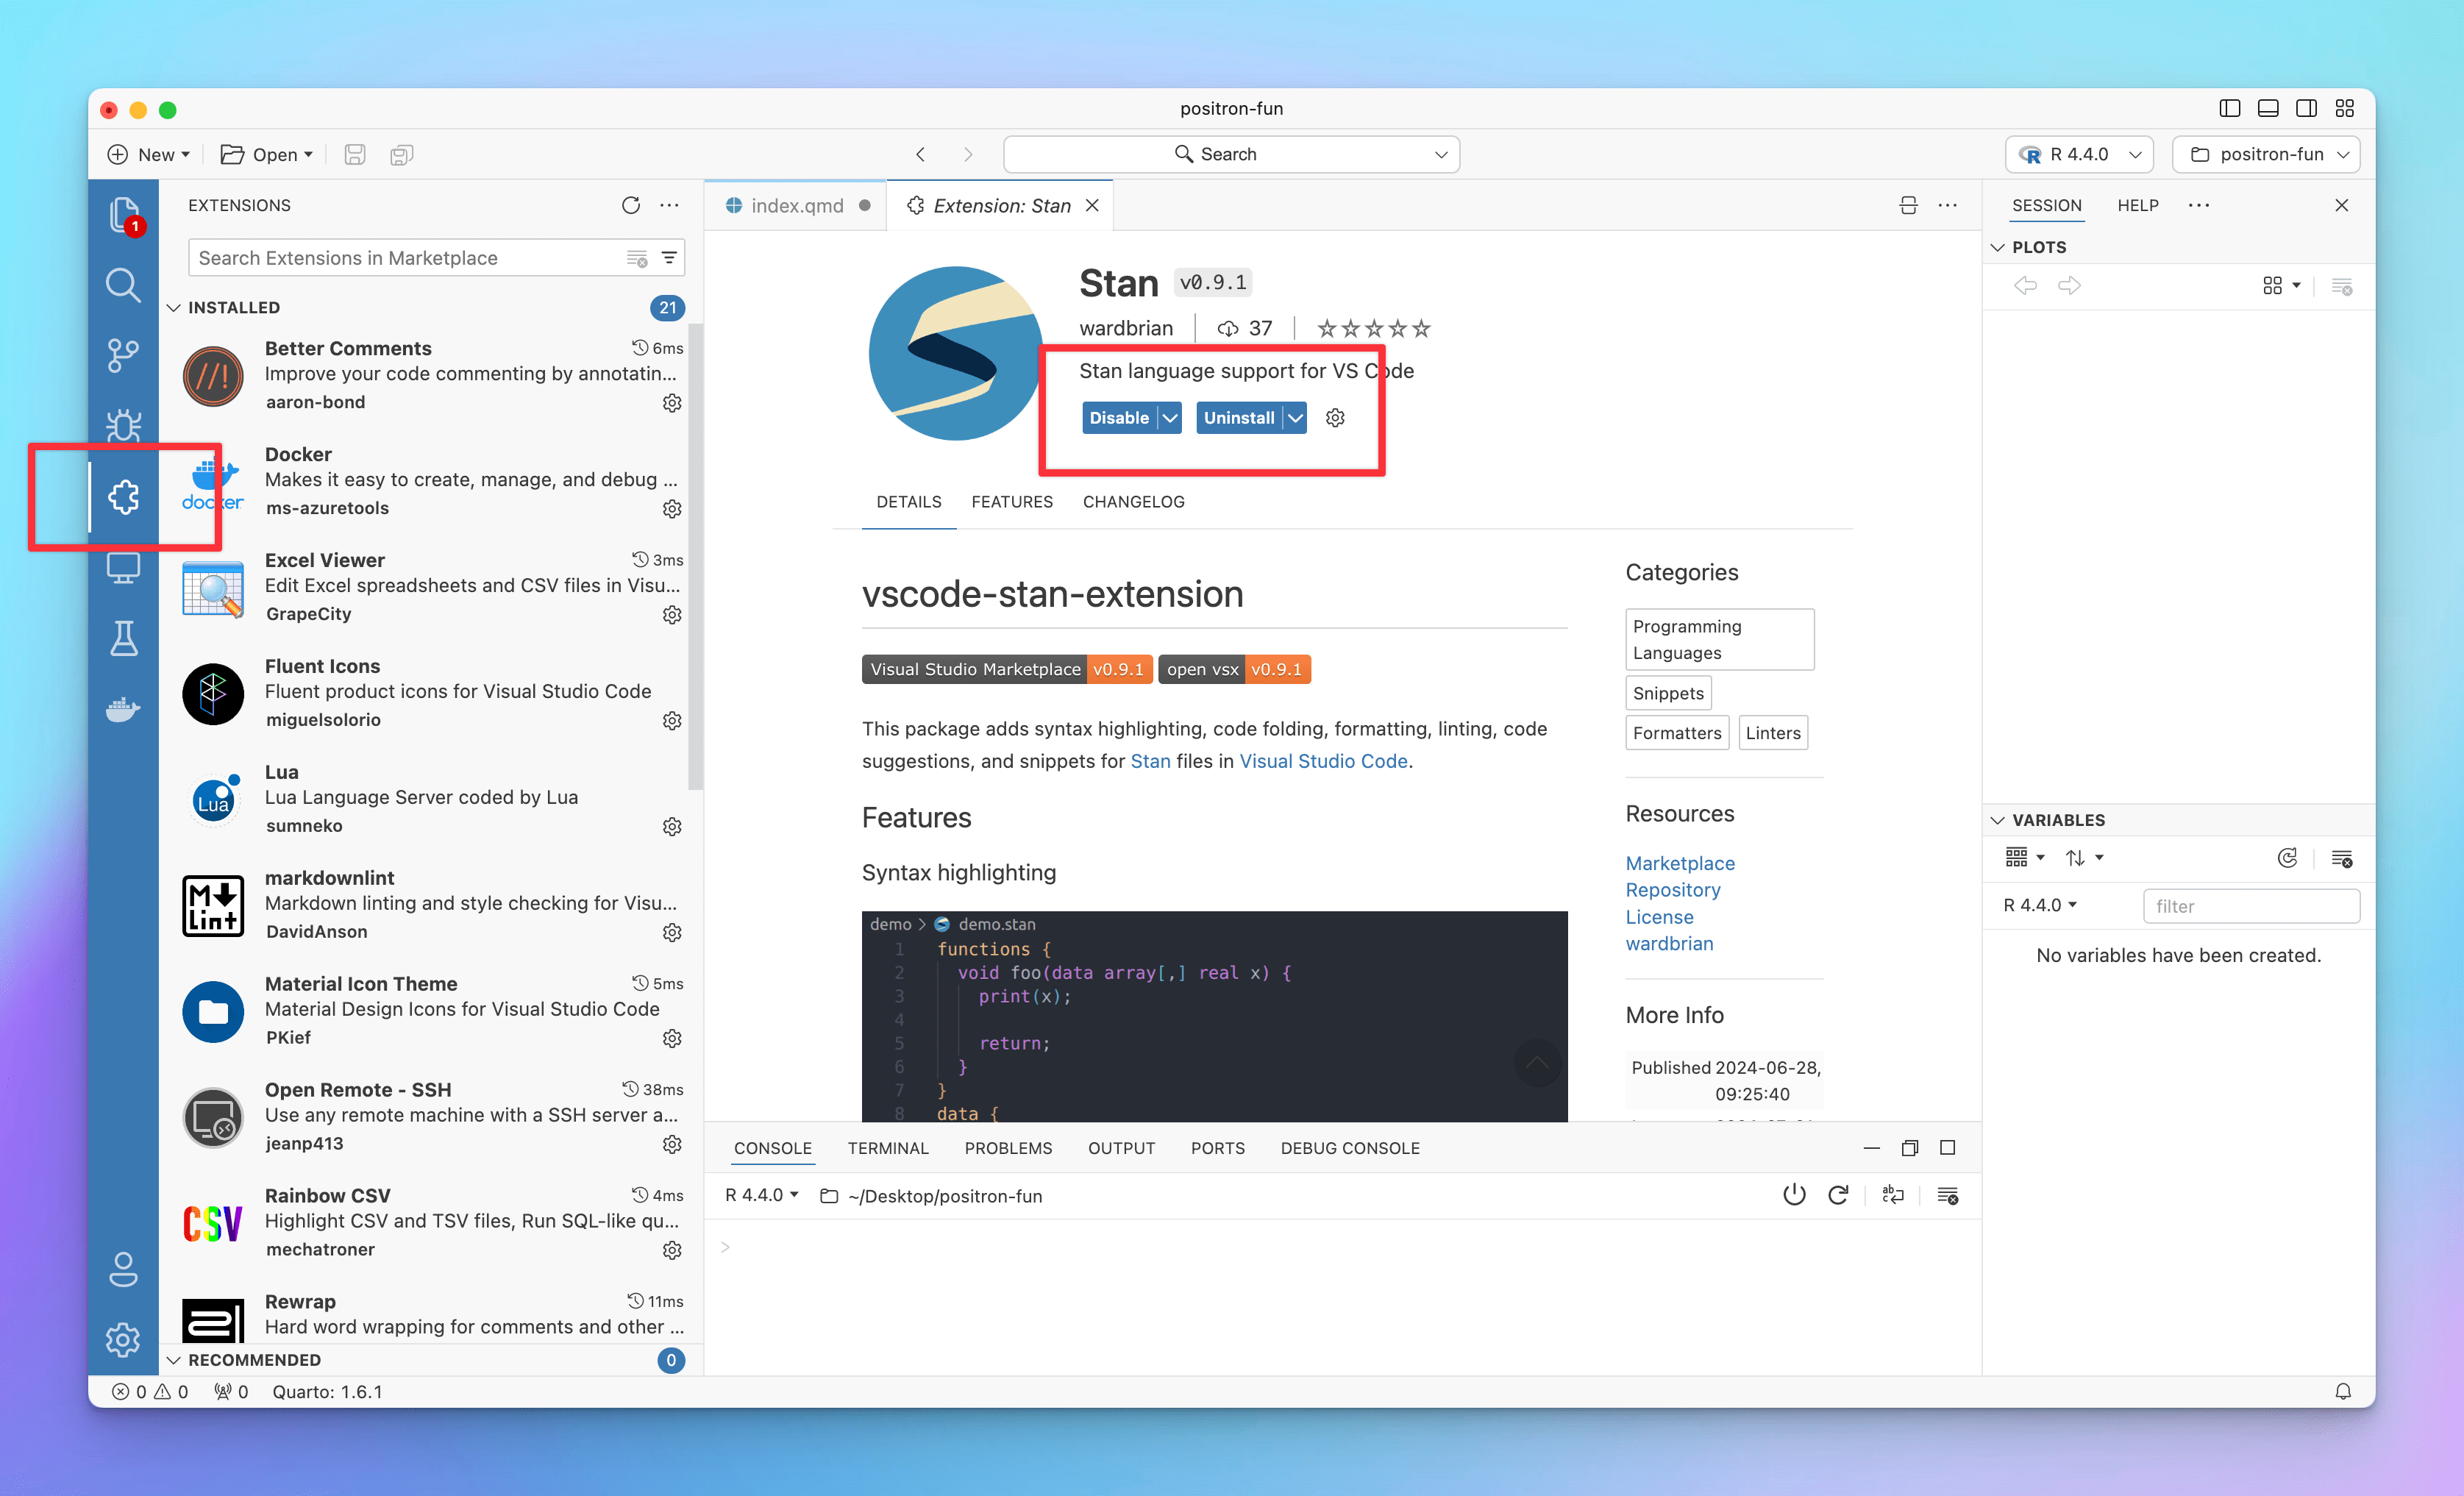 positron-fun
New
Open
Search
R 4.4.0
positron-fun
1
EXTENSIONS
Search Extensions in Marketplace
INSTALLED
21
Better Comments
6ms
Improve your code commenting by annotatin...
aaron-bond
Docker
Makes it easy to create, manage, and debug ...
docker
ms-azuretools
Excel Viewer
3ms
Edit Excel spreadsheets and CSV files in Visu...
GrapeCity
Fluent Icons
Fluent product icons for Visual Studio Code
miguelsolorio
Lua
Lua
Lua Language Server coded by Lua
sumneko
markdownlint
M
Lint
Markdown linting and style checking for Visu...
DavidAnson
Material Icon Theme
5ms
Material Design Icons for Visual Studio Code
PKief
Open Remote - SSH
38ms
Use any remote machine with a SSH server a...
jeanp413
Rainbow CSV
4ms
CSV
Highlight CSV and TSV files, Run SQL-like qu...
mechatroner
Rewrap
11ms
Hard word wrapping for comments and other ...
RECOMMENDED
0
index.qmd
Extension: Stan
Stan
v0.9.1
wardbrian
37
Stan language support for VS Code
Disable
Uninstall
DETAILS
FEATURES
CHANGELOG
vscode-stan-extension
Visual Studio Marketplace v0.9.1
open vsx v0.9.1
This package adds syntax highlighting, code folding, formatting, linting, code
suggestions, and snippets for Stan files in Visual Studio Code.
Features
Syntax highlighting
demo > demo.stan
1 functions {
2 void foo(data array[,] real x) {
3 print(x);
4
5 return;
6 }
7 }
8 data {
Categories
Programming
Languages
Snippets
Formatters
Linters
Resources
Marketplace
Repository
License
wardbrian
More Info
Published 2024-06-28,
09:25:40
CONSOLE
TERMINAL
PROBLEMS
OUTPUT
PORTS
DEBUG CONSOLE
R 4.4.0
~/Desktop/positron-fun
>
SESSION
HELP
PLOTS
VARIABLES
R 4.4.0
filter
No variables have been created.
0
0
0
Quarto: 1.6.1